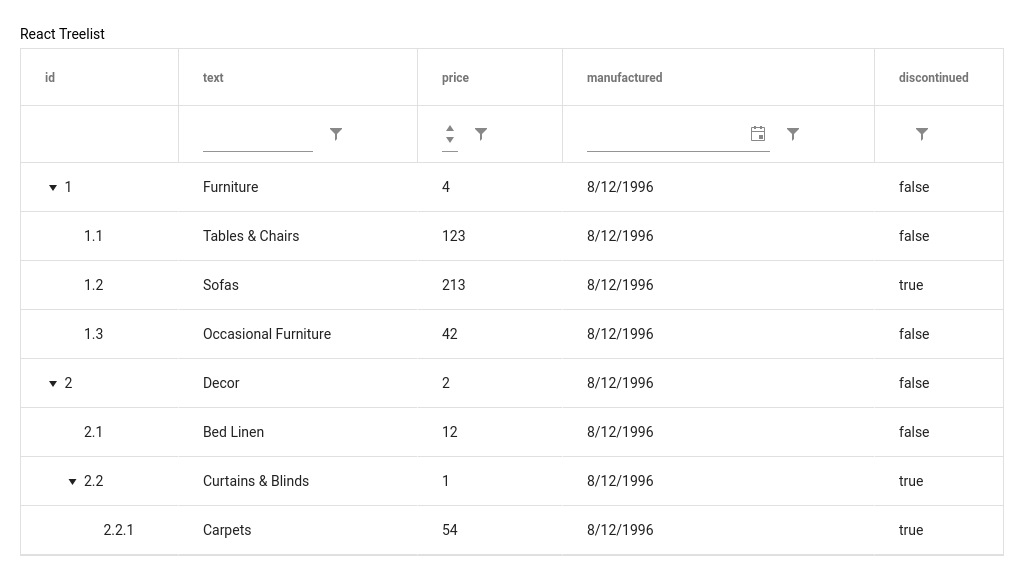 React Treelist
id text price manufactured discontinued
1 Furniture 4 8/12/1996 false
1.1 Tables & Chairs 123 8/12/1996 false
1.2 Sofas 213 8/12/1996 true
1.3 Occasional Furniture 42 8/12/1996 false
2 Decor 2 8/12/1996 false
2.1 Bed Linen 12 8/12/1996 false
2.2 Curtains & Blinds 1 8/12/1996 true
2.2.1 Carpets 54 8/12/1996 true